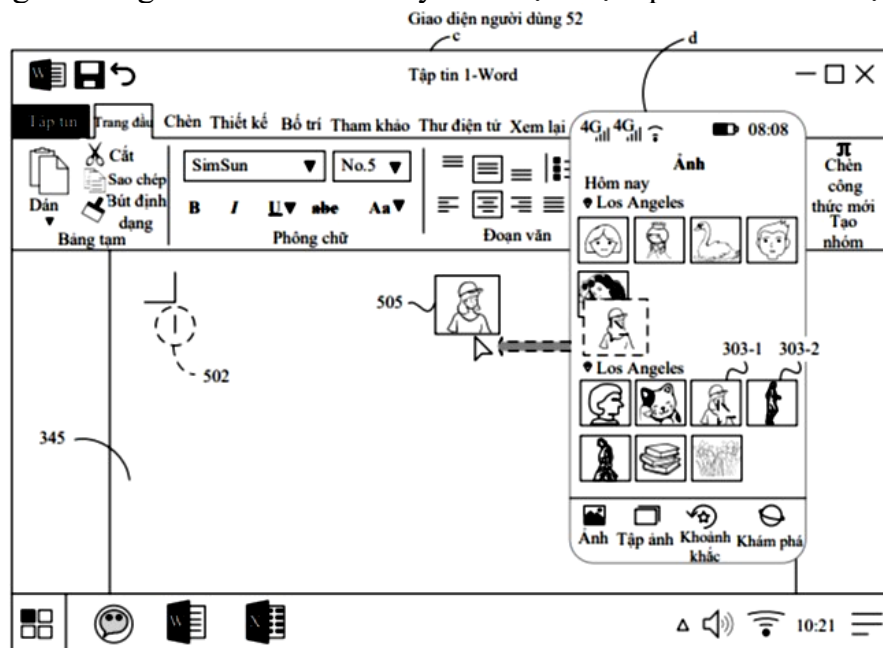 Giao diện người dùng 52
c
d
Tập tin 1-Word
Tập tin Trang đầu Chèn Thiết kế Bố trí Tham khảo Thư điện tử Xem lại
Cắt
Sao chép
Bút định dạng
Dán
Bảng tạm
SimSun
No.5
B I U abc Aa
Phông chữ
Đoạn văn
π
Chèn
công
thức mới
Tạo
nhóm
4G 4G 08:08
Ảnh
Hôm nay
Los Angeles
505
502
345
303-1 303-2
Los Angeles
Ảnh Tập ảnh Khoảnh khắc Khám phá
W X
10:21